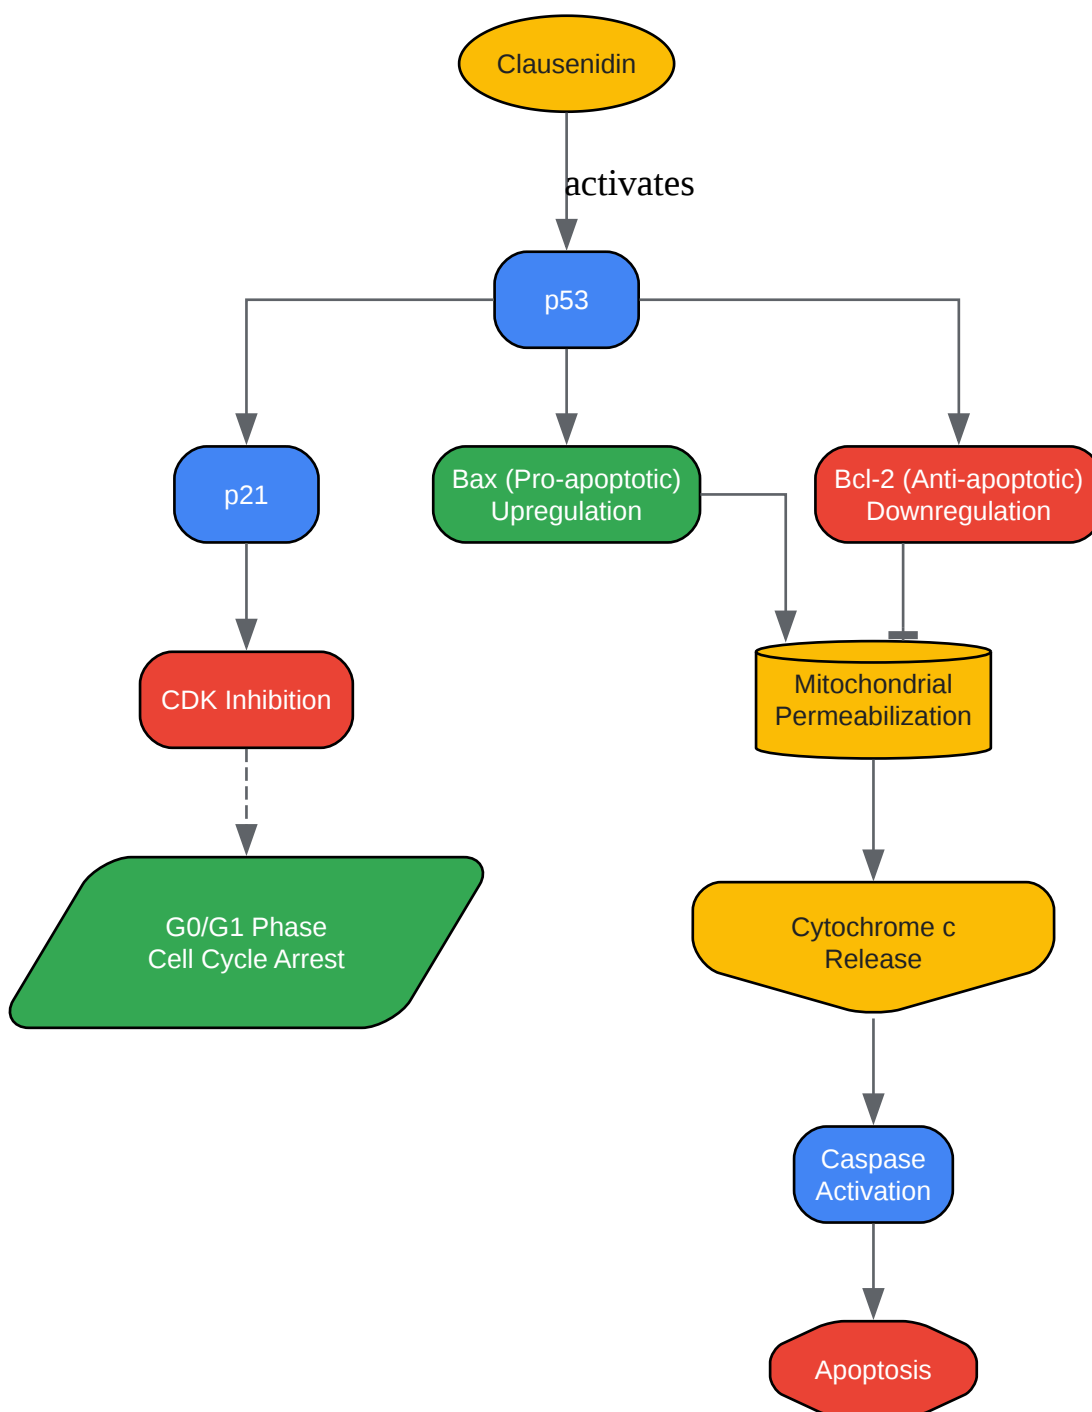 Clausenidin
activates
p53
p21
Bax (Pro-apoptotic)
Upregulation
Bcl-2 (Anti-apoptotic)
Downregulation
CDK Inhibition
Mitochondrial
Permeabilization
G0/G1 Phase
Cell Cycle Arrest
Cytochrome c
Release
Caspase
Activation
Apoptosis